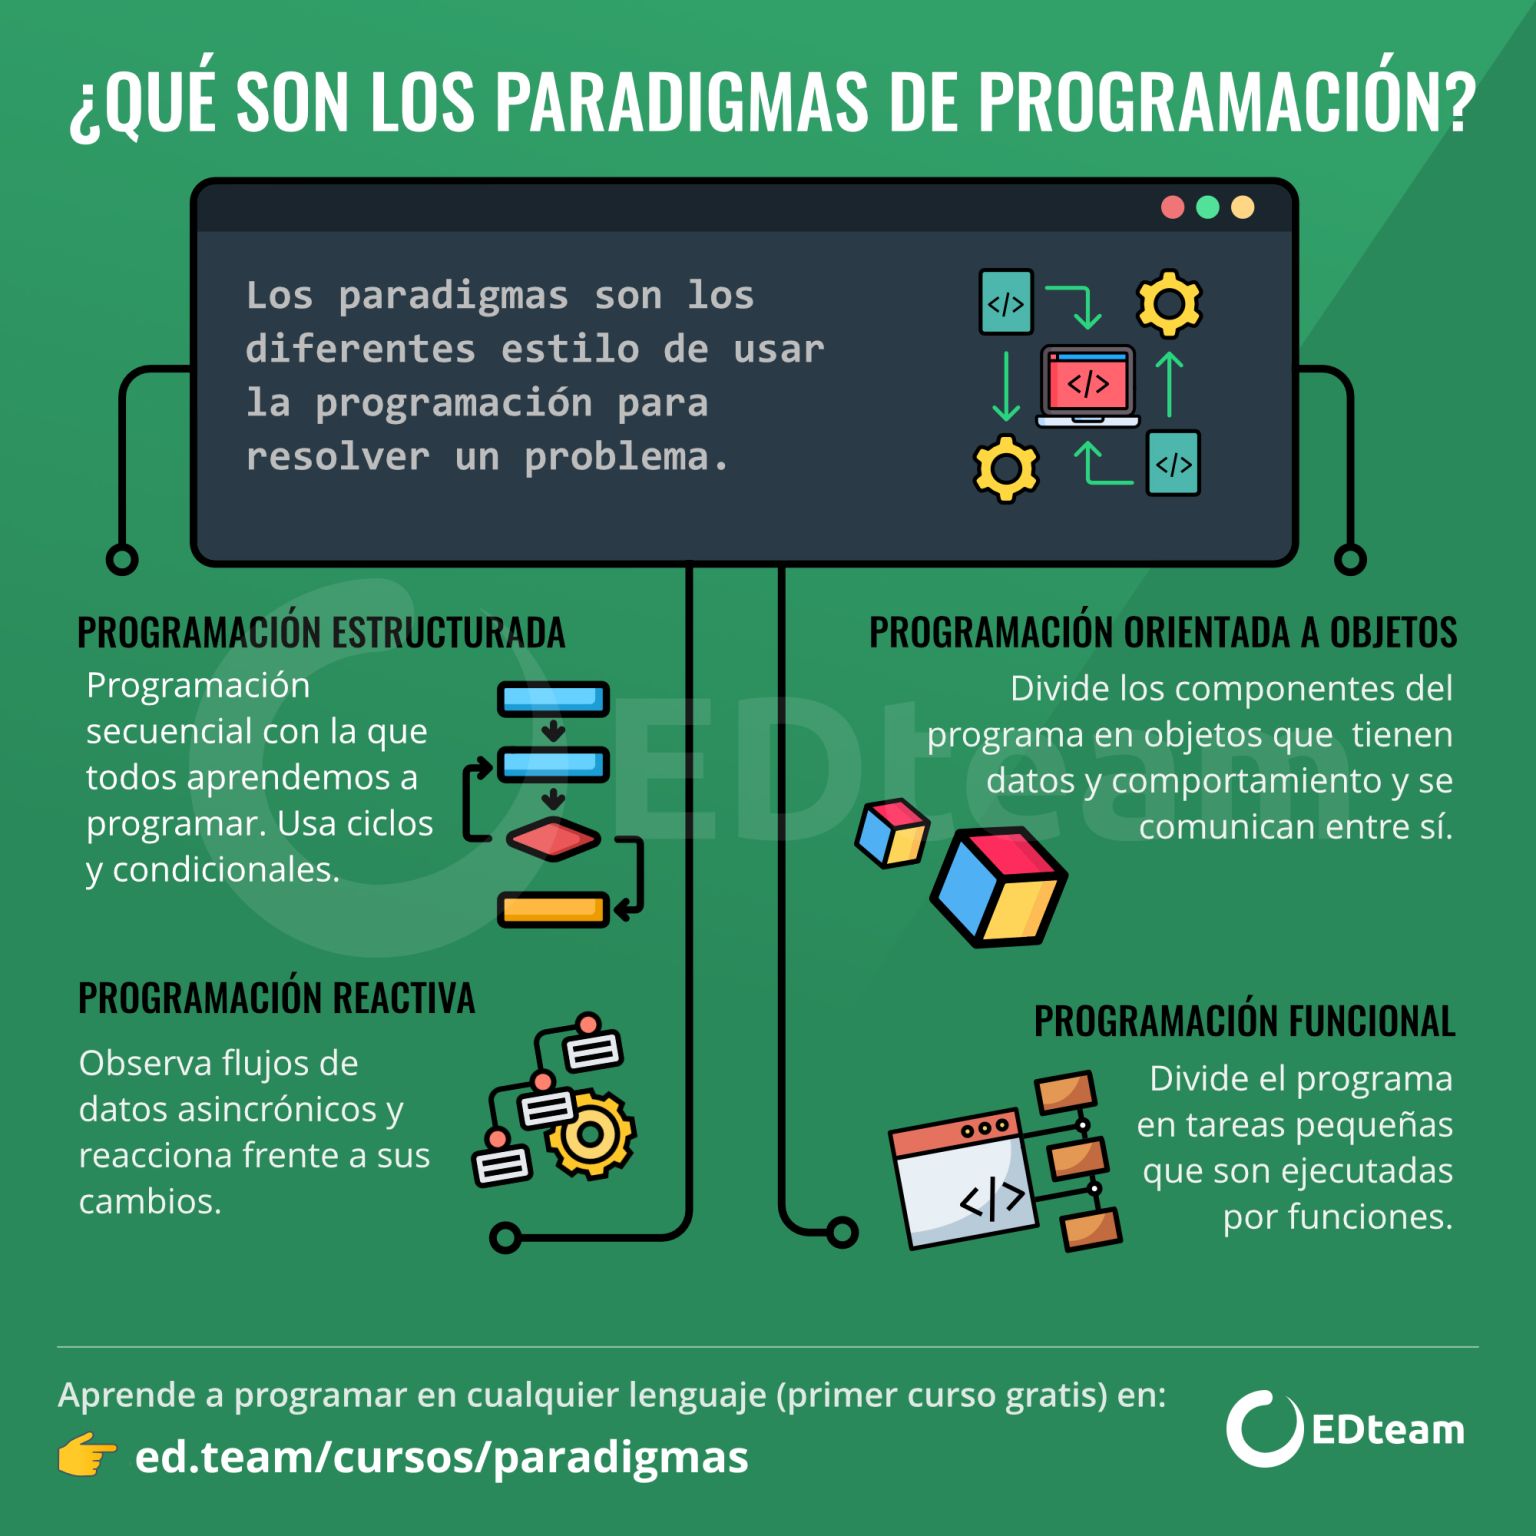 ¿QUÉ SON LOS PARADIGMAS DE PROGRAMACIÓN?
Los paradigmas son los
diferentes estilo de usar
la programación para
resolver un problema.
</>
</>
</>
PROGRAMACIÓN ESTRUCTURADA
Programación
secuencial con la que
todos aprendemos a
programar. Usa ciclos
y condicionales.
PROGRAMACIÓN ORIENTADA A OBJETOS
Divide los componentes del
programa en objetos que  tienen
datos y comportamiento y se
comunican entre sí.
EDteam
PROGRAMACIÓN REACTIVA
Observa flujos de
datos asincrónicos y
reacciona frente a sus
cambios.
PROGRAMACIÓN FUNCIONAL
Divide el programa
en tareas pequeñas
que son ejecutadas
por funciones.
</>
Aprende a programar en cualquier lenguaje (primer curso gratis) en:
ed.team/cursos/paradigmas
EDteam